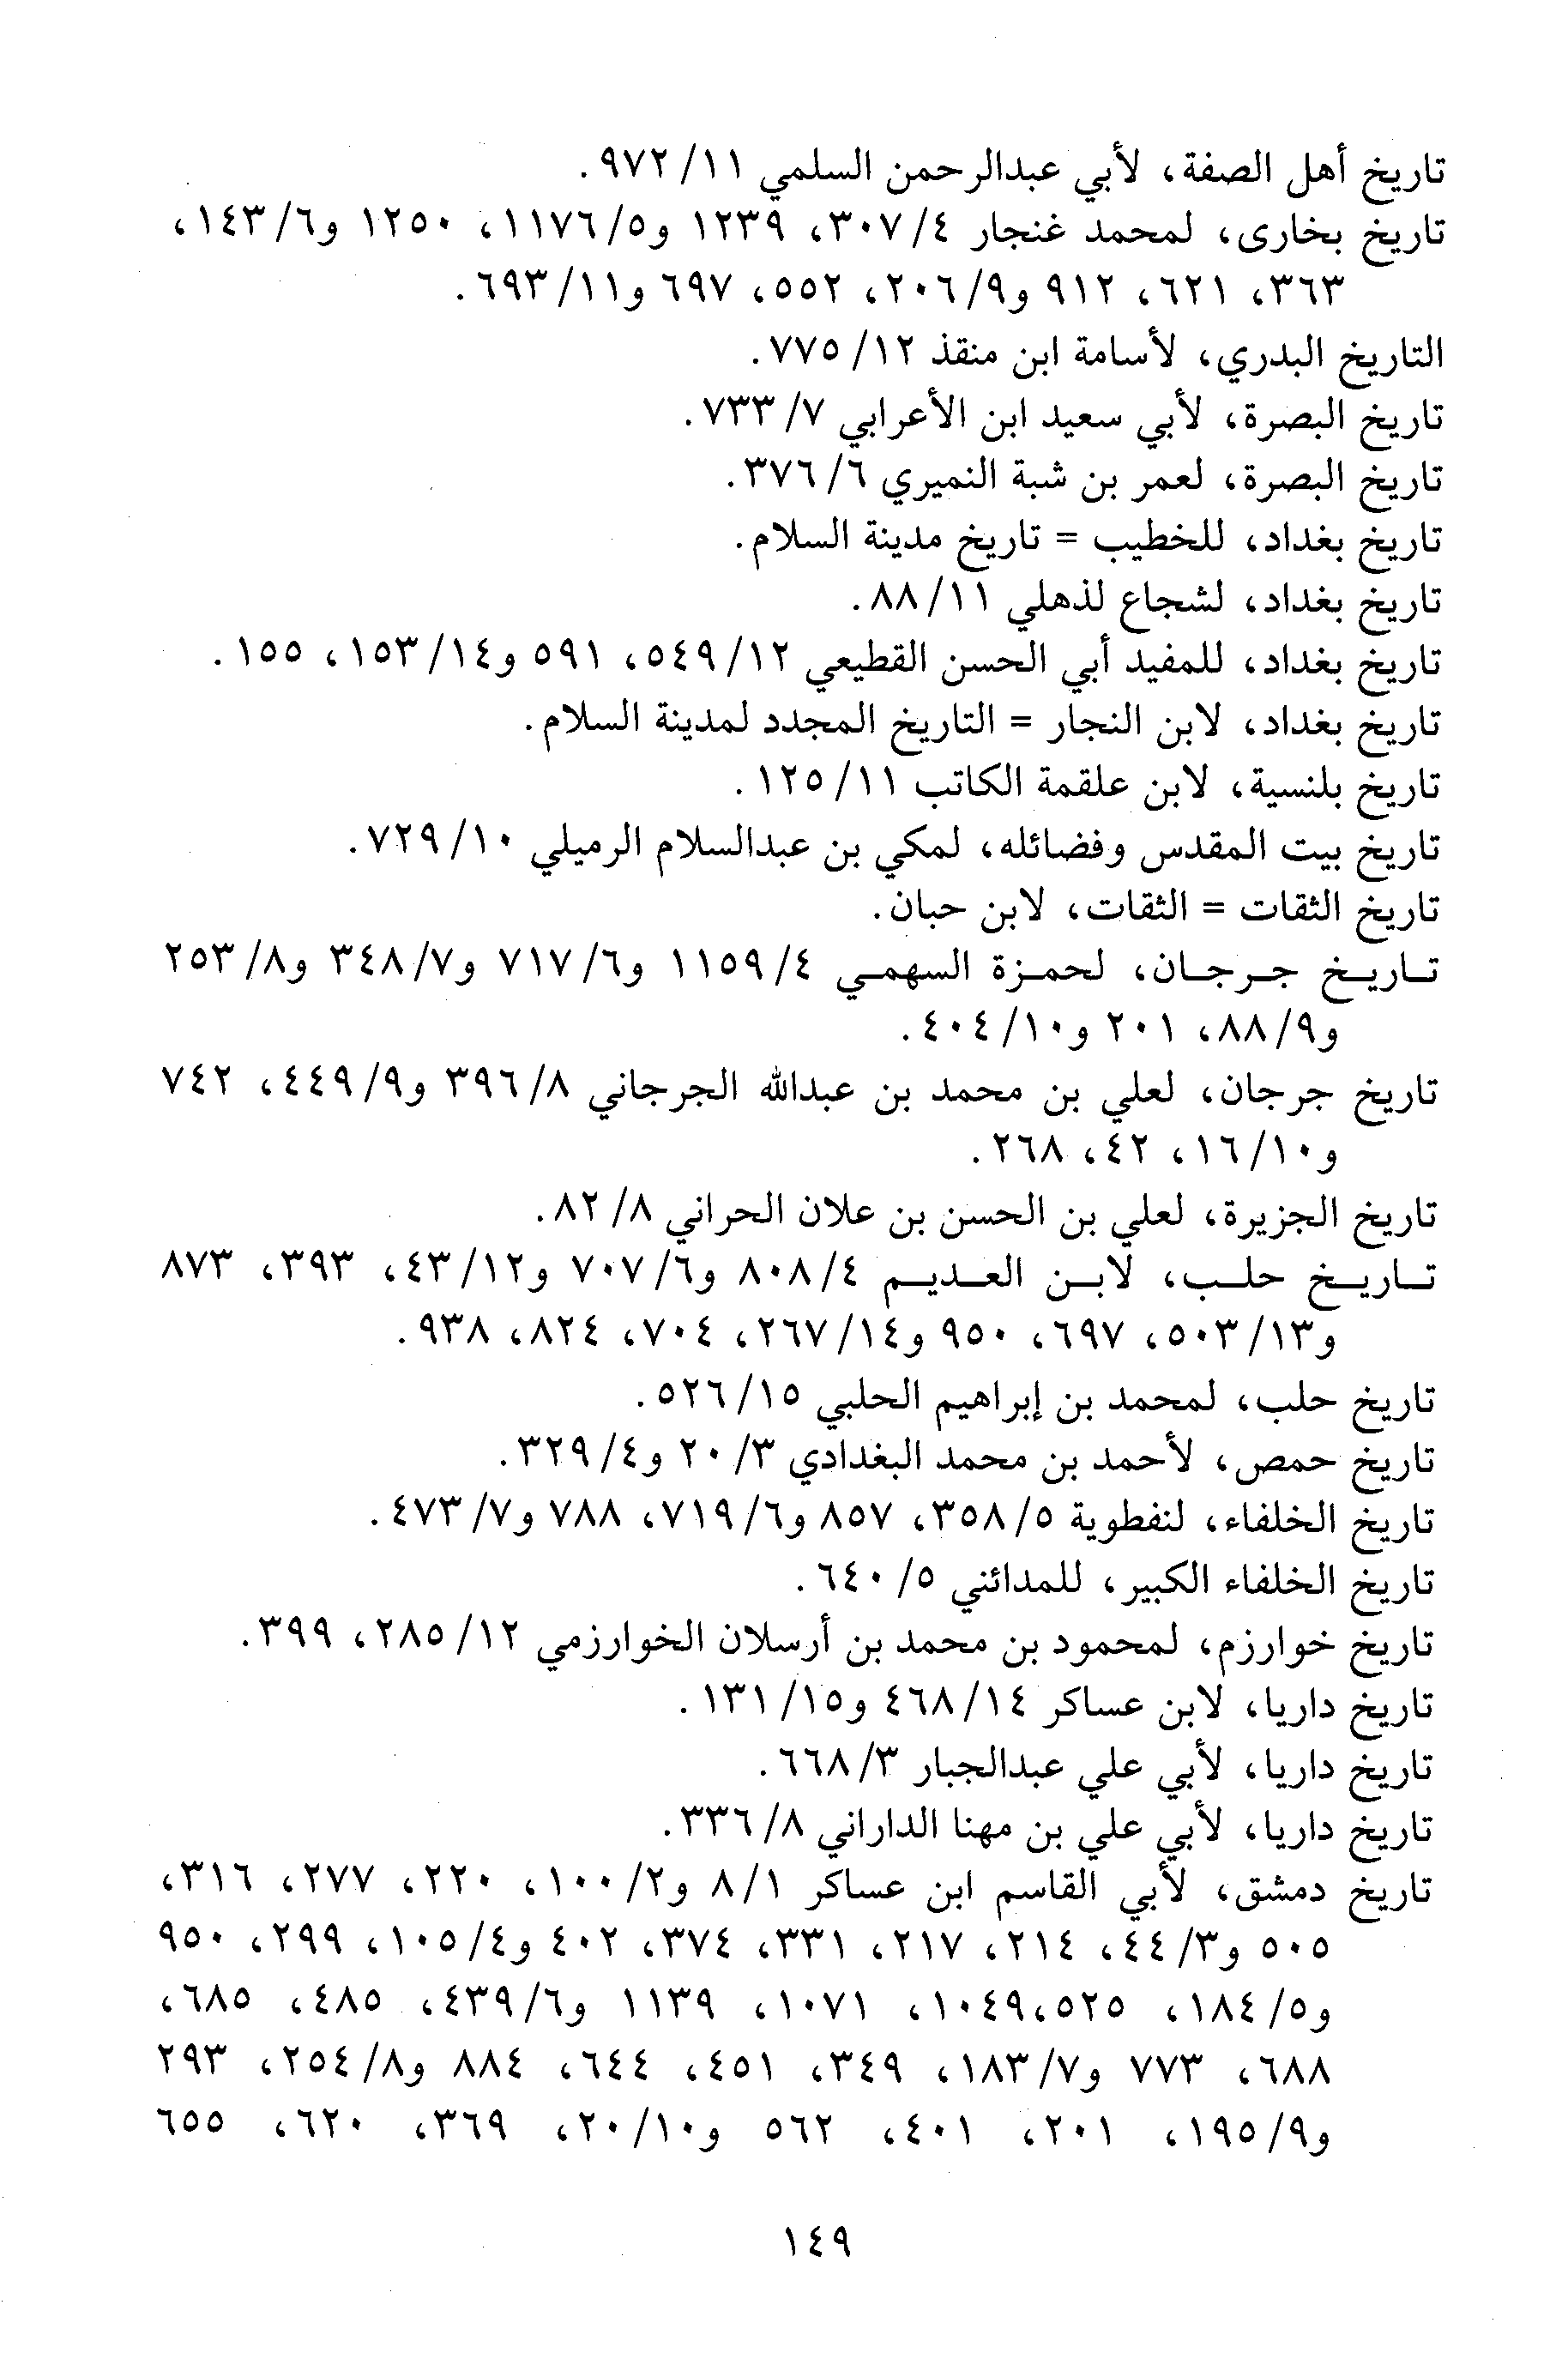 تاريخ أهل الصفة، لأبي عبدالرحمن السلمي ١١/ ٩٧٢.
تاريخ بخارى، لمحمد غنجار ٤/ ٣٠٧، ١٢٣٩ و٥/ ١١٧٦، ١٢٥٠ و٦/ ١٤٣،
٣٦٣، ٦٢١، ٩١٢ و٩/ ٢٠٦، ٥٥٢، ٦٩٧ و١١/ ٦٩٣.
التاريخ البدري، لأسامة ابن منقذ ١٢/ ٧٧٥.
تاريخ البصرة، لأبي سعيد ابن الأعرابي ٧/ ٧٣٣.
تاريخ البصرة، لعمر بن شبة النميري ٦/ ٣٧٦.
تاريخ بغداد، للخطيب = تاريخ مدينة السلام.
تاريخ بغداد، لشجاع لذهلي ١١/ ٨٨.
تاريخ بغداد، للمفيد أبي الحسن القطيعي ١٢/ ٥٤٩، ٥٩١ و١٤/ ١٥٣، ١٥٥.
تاريخ بغداد، لابن النجار = التاريخ المجدد لمدينة السلام.
تاريخ بلنسية، لابن علقمة الكاتب ١١/ ١٢٥.
تاريخ بيت المقدس وفضائله، لمكي بن عبدالسلام الرميلي ١٠/ ٧٢٩.
تاريخ الثقات = الثقات، لابن حبان.
تاريخ جرجان، لحمزة السهمي ٤/ ١١٥٩ و٦/ ٧١٧ و٧/ ٣٤٨ و٨/ ٢٥٣
و٩/ ٨٨، ٢٠١ و١٠/ ٤٠٤.
تاريخ جرجان، لعلي بن محمد بن عبدالله الجرجاني ٨/ ٣٩٦ و٩/ ٤٤٩، ٧٤٢
و١٠/ ١٦، ٤٢، ٢٦٨.
تاريخ الجزيرة، لعلي بن الحسن بن علان الحراني ٨/ ٨٢.
تاريخ حلب، لابن العديم ٤/ ٨٠٨ و٦/ ٧٠٧ و١٢/ ٤٣، ٣٩٣، ٨٧٣
و١٣/ ٥٠٣، ٦٩٧، ٩٥٠ و١٤/ ٢٦٧، ٧٠٤، ٨٢٤، ٩٣٨.
تاريخ حلب، لمحمد بن إبراهيم الحلبي ١٥/ ٥٢٦.
تاريخ حمص، لأحمد بن محمد البغدادي ٣/ ٢٠ و٤/ ٣٢٩.
تاريخ الخلفاء، لنفطوية ٥/ ٣٥٨، ٨٥٧ و٦/ ٧١٩، ٧٨٨ و٧/ ٤٧٣.
تاريخ الخلفاء الكبير، للمدائني ٥/ ٦٤٠.
تاريخ خوارزم، لمحمود بن محمد بن أرسلان الخوارزمي ١٢/ ٢٨٥، ٣٩٩.
تاريخ داريا، لابن عساكر ١٤/ ٤٦٨ و١٥/ ١٣١.
تاريخ داريا، لأبي علي عبدالجبار ٣/ ٦٦٨.
تاريخ داريا، لأبي علي بن مهنا الداراني ٨/ ٣٣٦.
تاريخ دمشق، لأبي القاسم ابن عساكر ١/ ٨ و٢/ ١٠٠، ٢٢٠، ٢٧٧، ٣١٦،
٥٠٥ و٣/ ٤٤، ٢١٤، ٢١٧، ٣٣١، ٣٧٤، ٤٠٢ و٤/ ١٠٥، ٢٩٩، ٩٥٠
و٥/ ١٨٤، ٥٢٥،١٠٤٩، ١٠٧١، ١١٣٩ و٦/ ٤٣٩، ٤٨٥، ٦٨٥،
٦٨٨، ٧٧٣ و٧/ ١٨٣، ٣٤٩، ٤٥١، ٦٤٤، ٨٨٤ و٨/ ٢٥٤، ٢٩٣
و٩/ ١٩٥، ٢٠١، ٤٠١، ٥٦٢ و١٠/ ٢٠، ٣٦٩، ٦٢٠، ٦٥٥
١٤٩